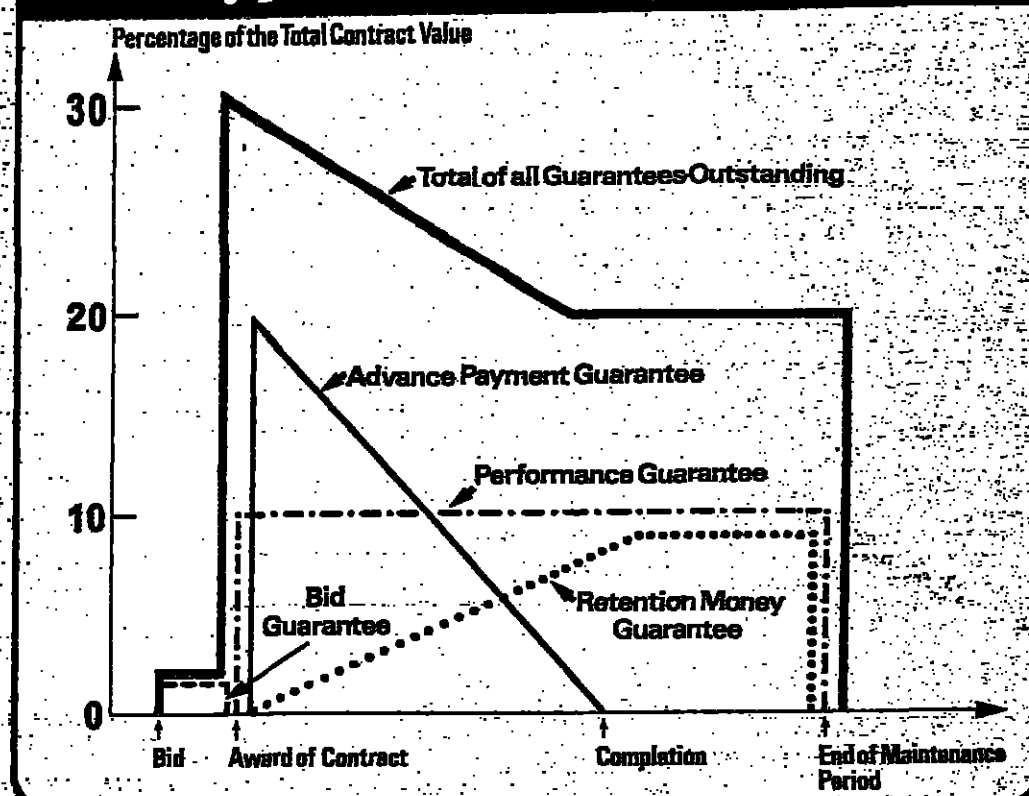 Percentage of the Total Contract Value
30
Total of all Guarantees Outstanding
20
Advance Payment Guarantee
Performance Guarantee
10
Bid
Guarantee
Retention Money
Guarantee
0
Bid
Award of Contract
Completion
End of Maintenance
Period